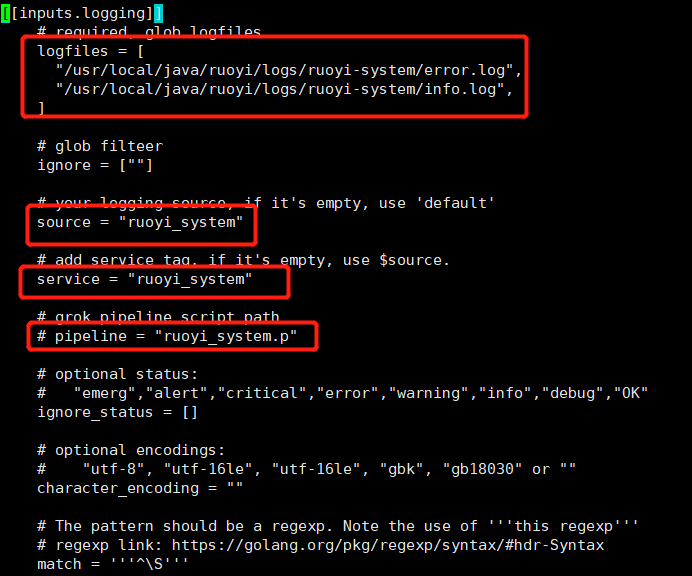 [[inputs.logging]]
# required, glob logfiles
logfiles = [
"/usr/local/java/ruoyi/logs/ruoyi-system/error.log",
"/usr/local/java/ruoyi/logs/ruoyi-system/info.log",
]
# glob filteer
ignore = [""]
# your logging source, if it's empty, use 'default'
source = "ruoyi_system"
# add service tag, if it's empty, use $source.
service = "ruoyi_system"
# grok pipeline script path
# pipeline = "ruoyi_system.p"
# optional status:
#   "emerg","alert","critical","error","warning","info","debug","OK"
ignore_status = []
# optional encodings:
#    "utf-8", "utf-16le", "utf-16le", "gbk", "gb18030" or ""
character_encoding = ""
# The pattern should be a regexp. Note the use of '''this regexp'''
# regexp link: https://golang.org/pkg/regexp/syntax/#hdr-Syntax
match = '''^\S'''